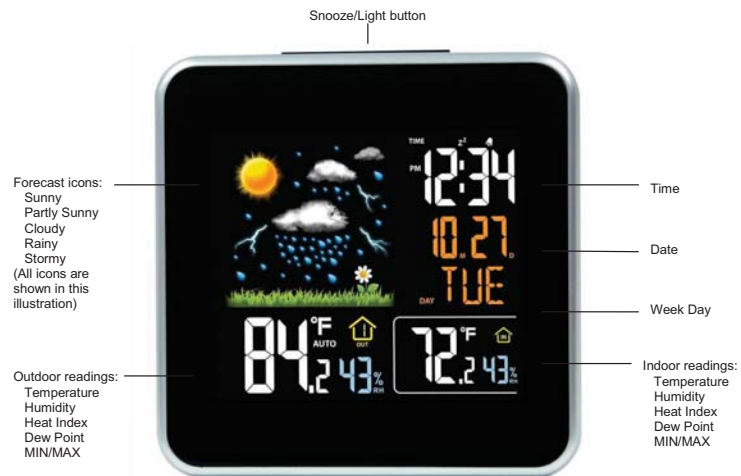 Snooze/Light button
TIME Zz
PM 12:34
10.M 27.D
DAY TUE
84.2 °F AUTO OUT 43% RH
72.2 °F IN 43% RH
Forecast icons:
Sunny
Partly Sunny
Cloudy
Rainy
Stormy
(All icons are
shown in this
illustration)
Outdoor readings:
Temperature
Humidity
Heat Index
Dew Point
MIN/MAX
Time
Date
Week Day
Indoor readings:
Temperature
Humidity
Heat Index
Dew Point
MIN/MAX